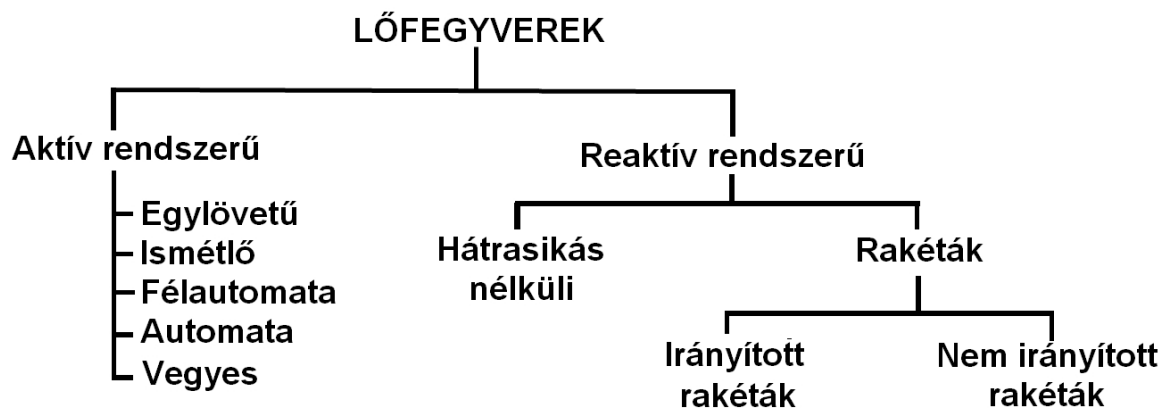 LŐFEGYVEREK
Aktív rendszerű
Egylövetű
Ismétlő
Félautomata
Automata
Vegyes
Reaktív rendszerű
Hátrasikás
nélküli
Rakéták
Irányított
rakéták
Nem irányított
rakéták